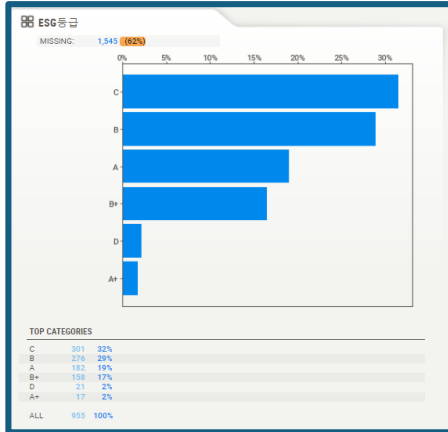 ESG등급
MISSING: 1,545 (62%)
0% 5% 10% 15% 20% 25% 30%
C
B
A
B+
D
A+
TOP CATEGORIES
C 301 32%
B 276 29%
A 182 19%
B+ 158 17%
D 21 2%
A+ 17 2%
ALL 955 100%